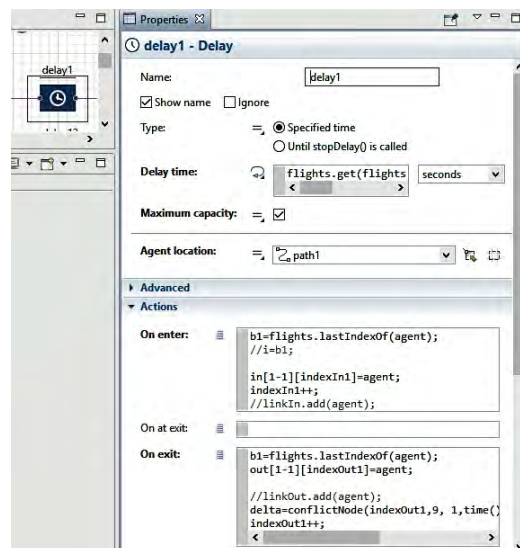 Properties
delay1 - Delay
delay1
Name:
delay1
Show name
Ignore
Type:
Specified time
Until stopDelay() is called
Delay time:
flights.get(flights
seconds
Maximum capacity:
Agent location:
path1
Advanced
Actions
On enter:
b1=flights.lastIndexOf(agent);
//i=b1;
in[1-1][indexIn1]=agent;
indexIn1++;
//linkIn.add(agent);
On at exit:
On exit:
b1=flights.lastIndexOf(agent);
out[1-1][indexOut1]=agent;
//linkOut.add(agent);
delta=conflictNode(indexOut1,9, 1,time()
indexOut1++;